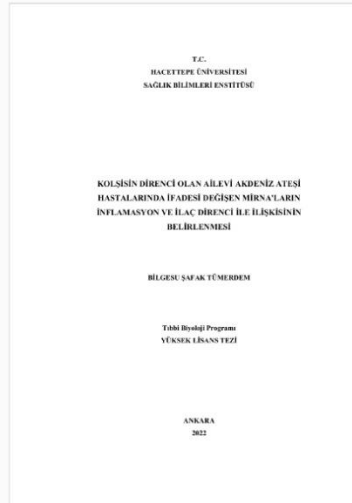 T.C.
HACETTEPE ÜNİVERSİTESİ
SAĞLIK BİLİMLERİ ENSTİTÜSÜ
KOLŞİSİN DİRENCİ OLAN AİLEVİ AKDENİZ ATEŞİ
HASTALARINDA İFADESİ DEĞİŞEN MİRNA'LARIN
İNFLAMASYON VE İLAÇ DİRENCİ İLE İLİŞKİSİNİN
BELİRLENMESİ
BİLGESU ŞAFAK TÜMERDEM
Tıbbi Biyoloji Programı
YÜKSEK LİSANS TEZİ
ANKARA
2022